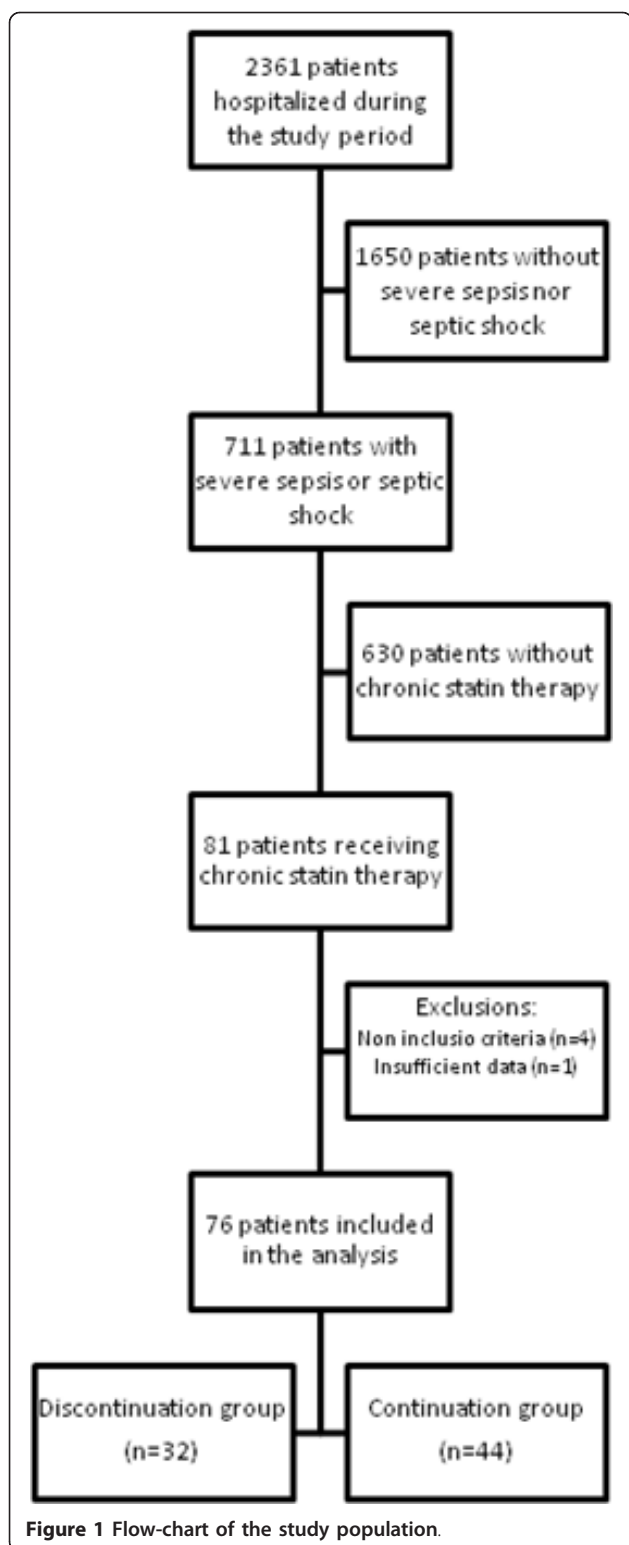 2361 patients
hospitalized during
the study period
1650 patients without
severe sepsis nor
septic shock
711 patients with
severe sepsis or septic
shock
630 patients without
chronic statin therapy
81 patients receiving
chronic statin therapy
Exclusions:
Non inclusio criteria (n=4)
Insufficient data (n=1)
76 patients included
in the analysis
Discontinuation group
(n=32)
Continuation group
(n=44)
Figure 1 Flow-chart of the study population.